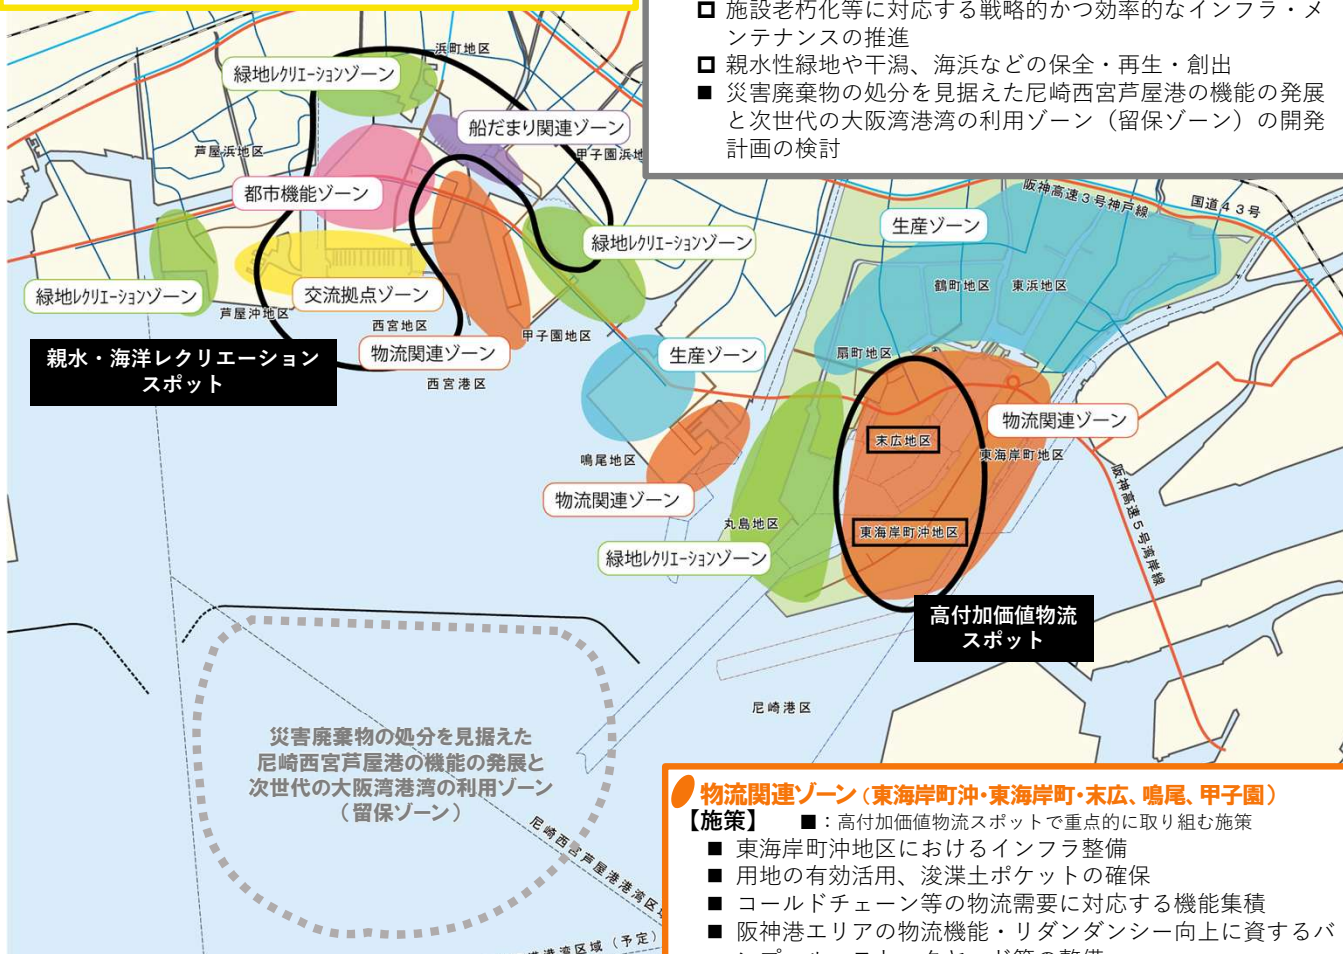 □ 施設老朽化等に対応する戦略的かつ効率的なインフラ・メ
ンテナンスの推進
□ 親水性緑地や干潟、海浜などの保全・再生・創出
■ 災害廃棄物の処分を見据えた尼崎西宮芦屋港の機能の発展
と次世代の大阪湾港湾の利用ゾーン（留保ゾーン）の開発
計画の検討
浜町地区
緑地レクリエーションゾーン
船だまり関連ゾーン
芦屋浜地区
甲子園浜地
都市機能ゾーン
阪神高速3号神戸線
国道43号
生産ゾーン
緑地レクリエーションゾーン
鶴町地区
東浜地区
緑地レクリエーションゾーン
交流拠点ゾーン
芦屋沖地区
西宮地区
甲子園地区
物流関連ゾーン
生産ゾーン
扇町地区
親水・海洋レクリエーション
スポット
西宮港区
物流関連ゾーン
末広地区
東海岸町地区
鳴尾地区
物流関連ゾーン
阪神高速5号湾岸線
丸島地区
東海岸町沖地区
緑地レクリエーションゾーン
高付加価値物流
スポット
尼崎港区
災害廃棄物の処分を見据えた
尼崎西宮芦屋港の機能の発展と
次世代の大阪湾港湾の利用ゾーン
（留保ゾーン）
尼崎西宮芦屋港港湾区
港湾区域（予定）
物流関連ゾーン（東海岸町沖・東海岸町・末広、鳴尾、甲子園）
【施策】 ■：高付加価値物流スポットで重点的に取り組む施策
■ 東海岸町沖地区におけるインフラ整備
■ 用地の有効活用、浚渫土ポケットの確保
■ コールドチェーン等の物流需要に対応する機能集積
■ 阪神港エリアの物流機能・リダンダンシー向上に資するバ